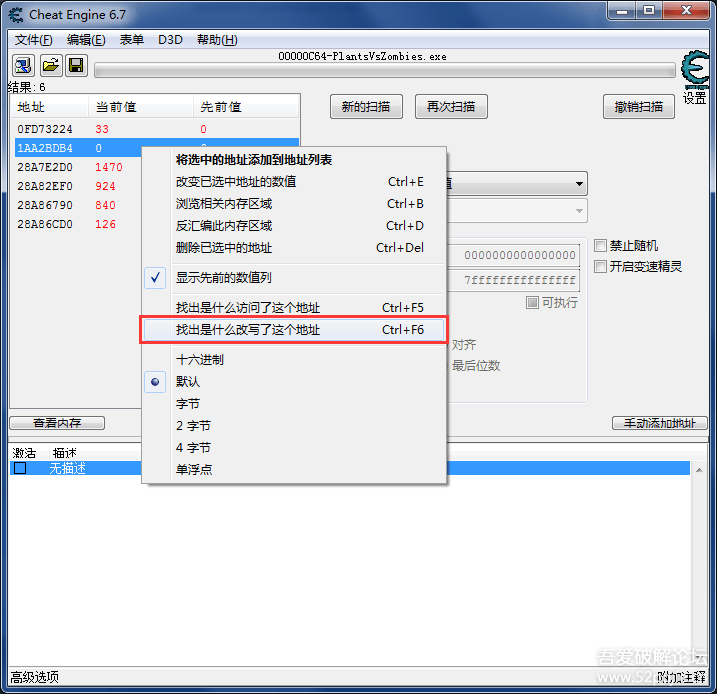 Cheat Engine 6.7
文件(F) 编辑(E) 表单 D3D 帮助(H)
00000C64-PlantsVsZombies.exe
结果: 6
设置
地址 当前值 先前值
0FD73224 33 0
1AA2BDB4 0
28A7E2D0 1470
28A82EF0 924
28A86790 840
28A86CD0 126
新的扫描 再次扫描 撤销扫描
将选中的地址添加到地址列表
改变已选中地址的数值 Ctrl+E
浏览相关内存区域 Ctrl+B
反汇编此内存区域 Ctrl+D
删除已选中的地址 Ctrl+Del
显示先前的数值列
找出是什么访问了这个地址 Ctrl+F5
找出是什么改写了这个地址 Ctrl+F6
十六进制
默认
字节
2 字节
4 字节
单浮点
值
0000000000000000
7fffffffffffffff
可执行
对齐
最后位数
禁止随机
开启变速精灵
查看内存 手动添加地址
激活 描述
无描述
高级选项 附加注释
吾爱破解论坛